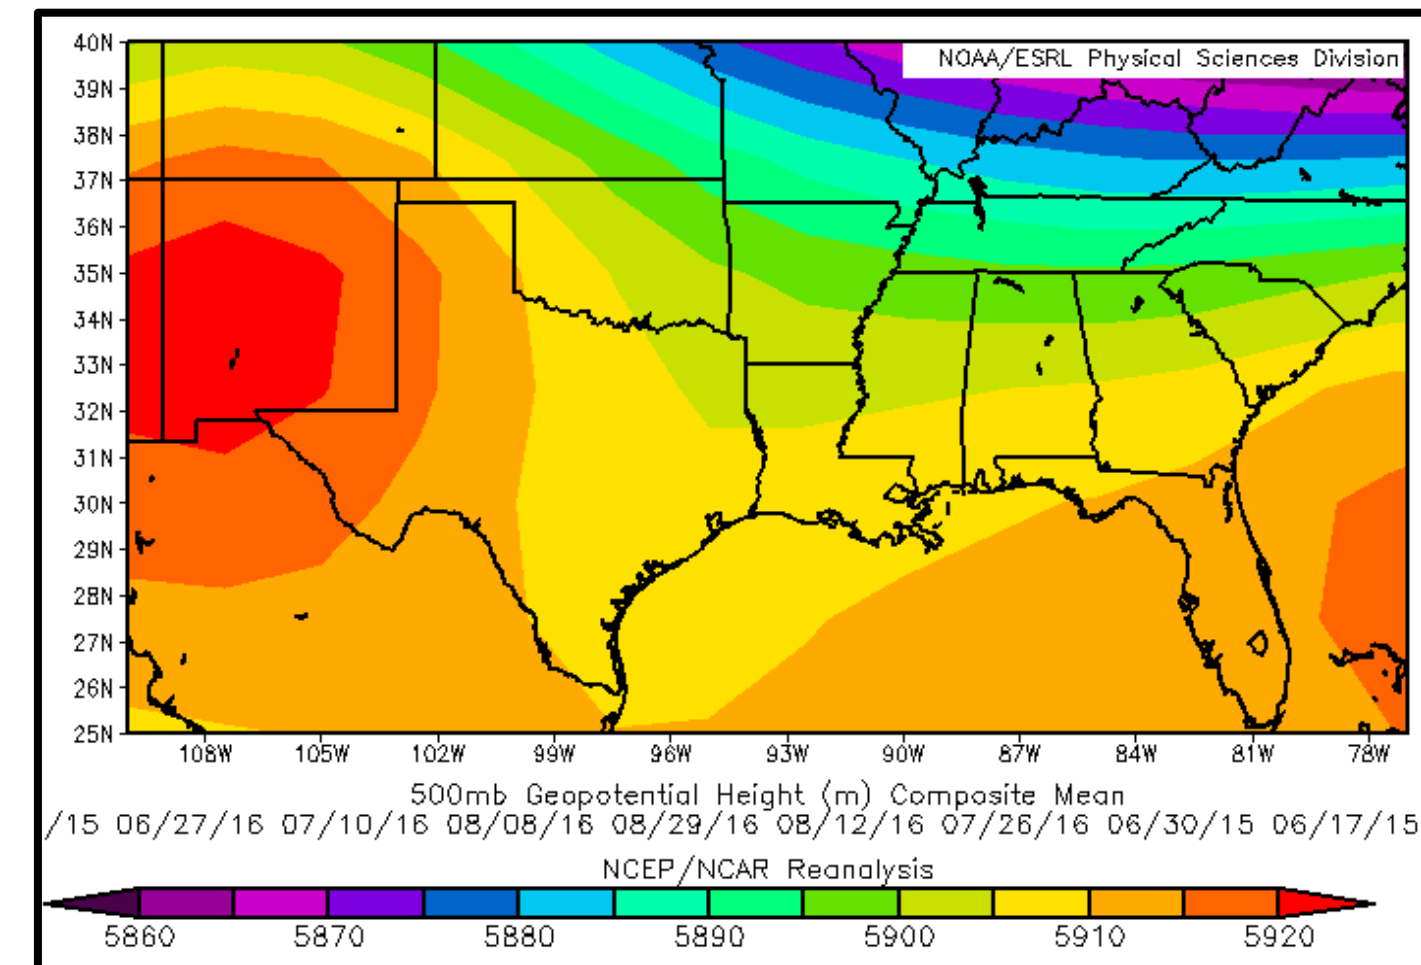 NOAA/ESRL Physical Sciences Division
40N
39N
38N
37N
36N
35N
34N
33N
32N
31N
30N
29N
28N
27N
26N
25N
108W 105W 102W 99W 96W 93W 90W 87W 84W 81W 78W
500mb Geopotential Height (m) Composite Mean
/15 06/27/16 07/10/16 08/08/16 08/29/16 08/12/16 07/26/16 06/30/15 06/17/15
NCEP/NCAR Reanalysis
5860 5870 5880 5890 5900 5910 5920